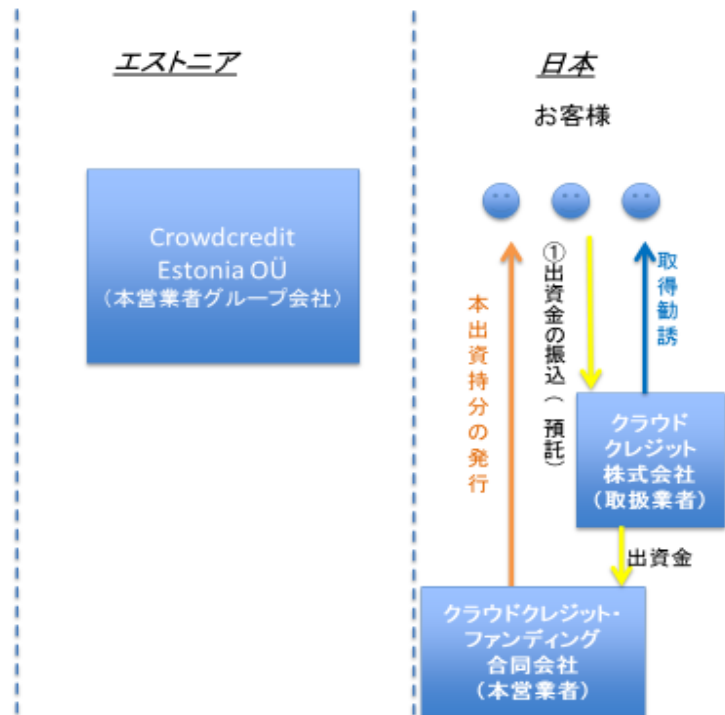 エストニア
Crowdcredit
Estonia OÜ
（本営業者グループ会社）
日本
お客様
本出資持分の発行
①出資金の振込（ 預託）
取得勧誘
クラウド
クレジット
株式会社
（取扱業者）
出資金
クラウドクレジット・
ファンディング
合同会社
（本営業者）